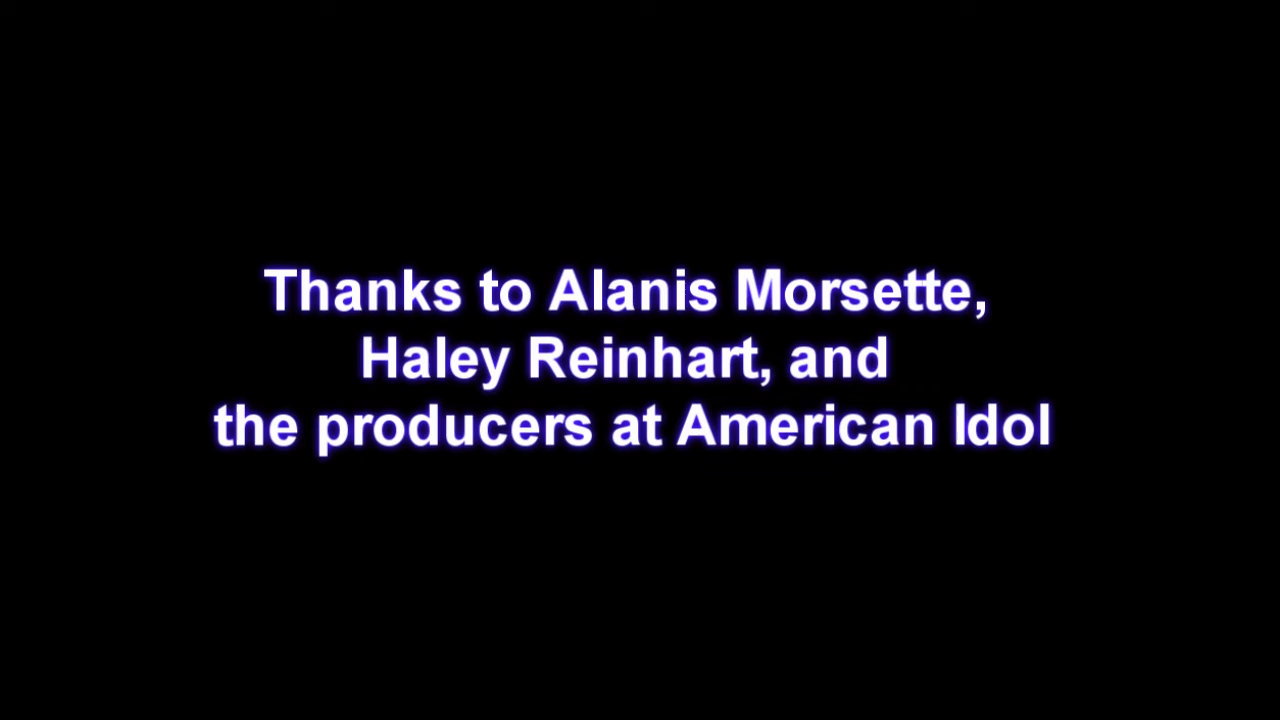 Thanks to Alanis Morsette,
Haley Reinhart, and
the producers at American Idol